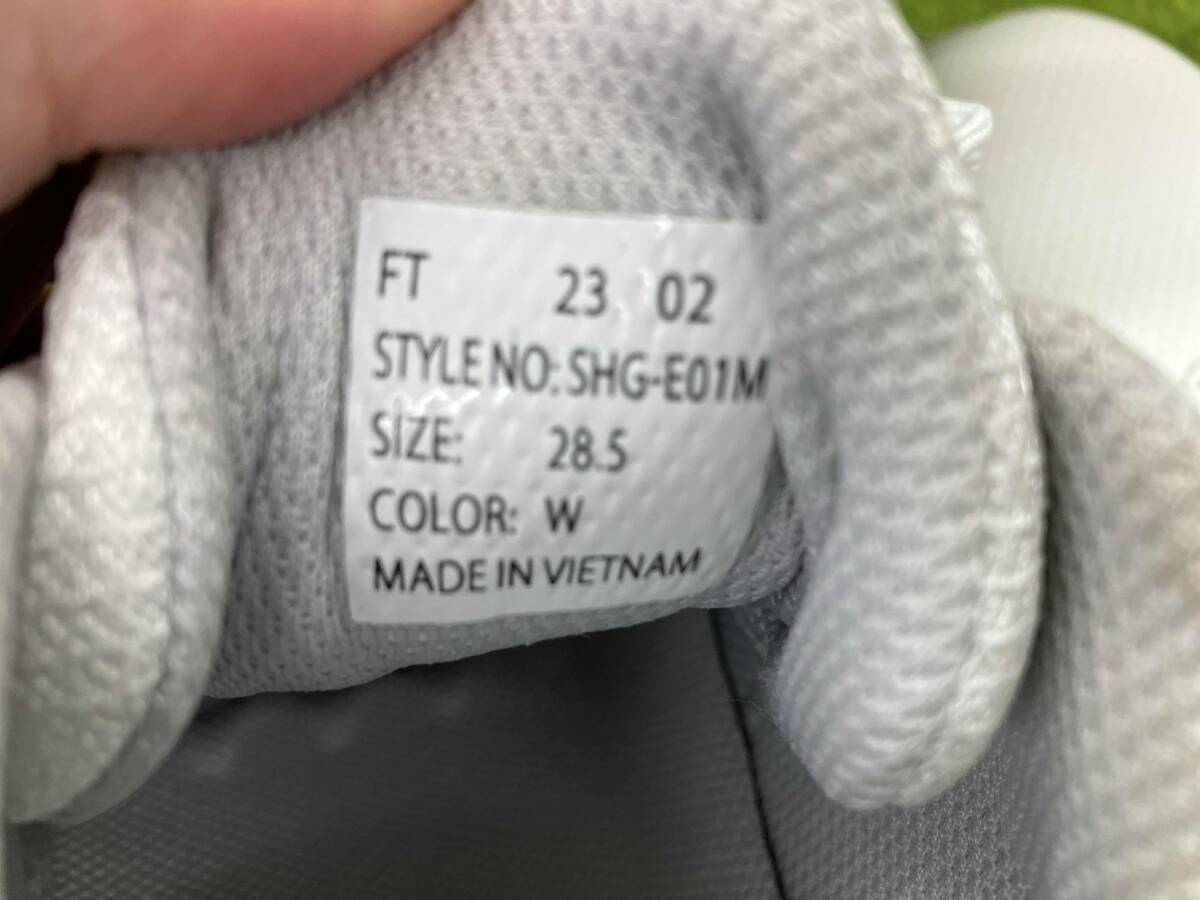 FT 23 02
STYLE NO: SHG-E01M
SIZE: 28.5
COLOR: W
MADE IN VIETNAM